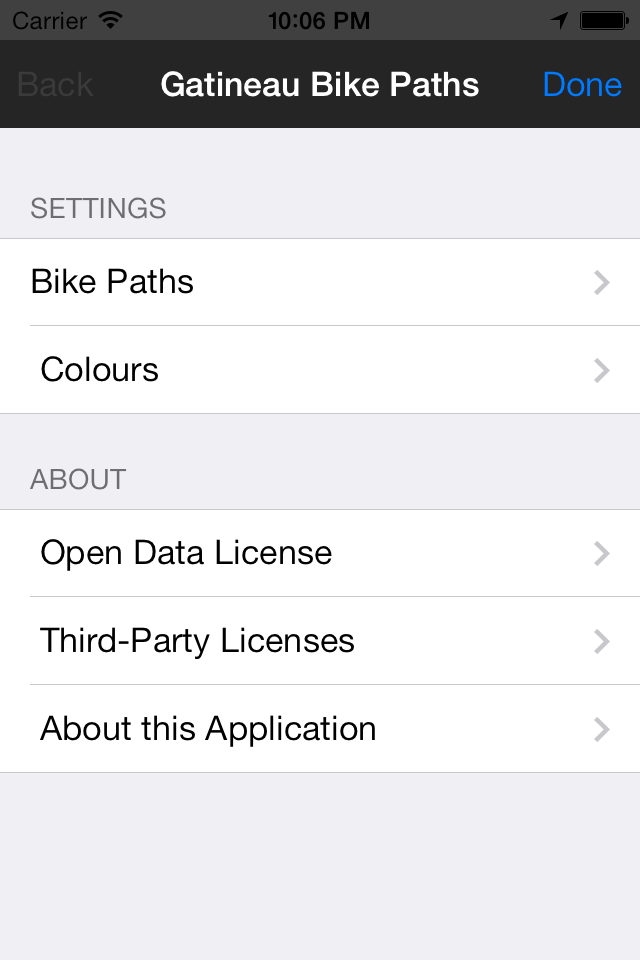 Carrier 10:06 PM
Back Gatineau Bike Paths Done
SETTINGS
Bike Paths
Colours
ABOUT
Open Data License
Third-Party Licenses
About this Application